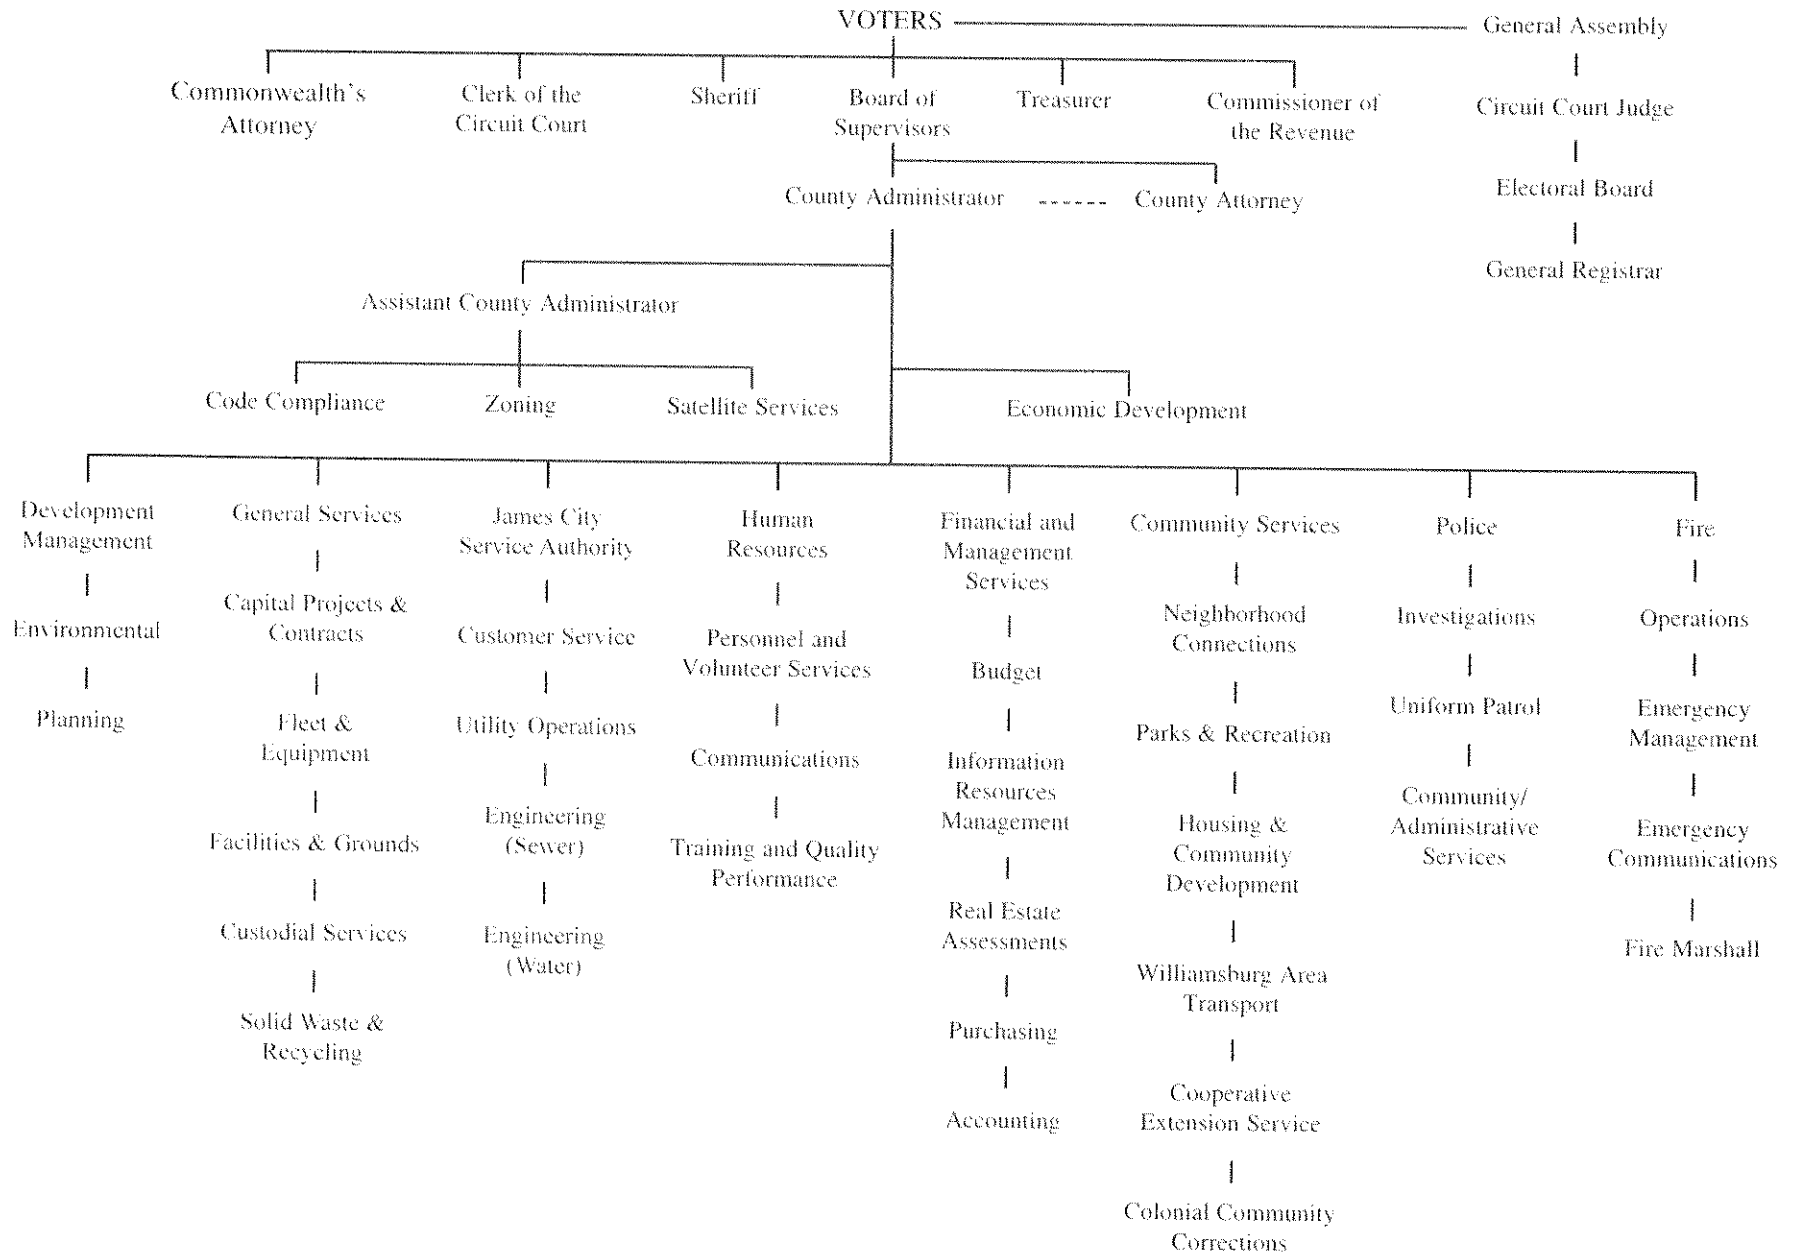 VOTERS
General Assembly
Commonwealth's
Attorney
Clerk of the
Circuit Court
Sheriff
Board of
Supervisors
Treasurer
Commissioner of
the Revenue
Circuit Court Judge
County Administrator
------
County Attorney
Electoral Board
General Registrar
Assistant County Administrator
Code Compliance
Zoning
Satellite Services
Economic Development
Development
Management
Environmental
Planning
General Services
Capital Projects &
Contracts
Fleet &
Equipment
Facilities & Grounds
Custodial Services
Solid Waste &
Recycling
James City
Service Authority
Customer Service
Utility Operations
Engineering
(Sewer)
Engineering
(Water)
Human
Resources
Personnel and
Volunteer Services
Communications
Training and Quality
Performance
Financial and
Management
Services
Budget
Information
Resources
Management
Real Estate
Assessments
Purchasing
Accounting
Community Services
Neighborhood
Connections
Parks & Recreation
Housing &
Community
Development
Williamsburg Area
Transport
Cooperative
Extension Service
Colonial Community
Corrections
Police
Investigations
Uniform Patrol
Community/
Administrative
Services
Fire
Operations
Emergency
Management
Emergency
Communications
Fire Marshall